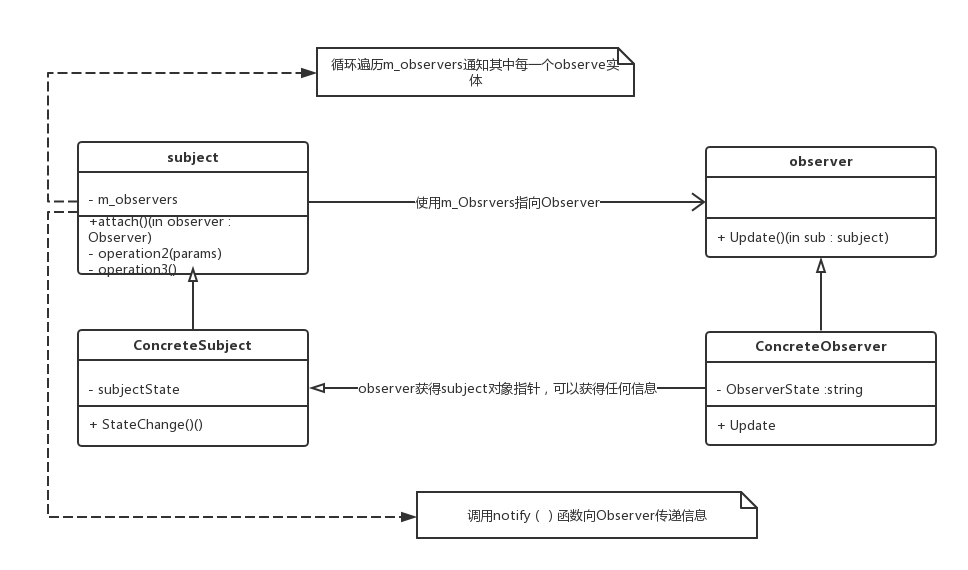 循环遍历m_observers通知其中每一个observe实
体
subject
- m_observers
+attach()(in observer :
Observer)
- operation2(params)
- operation3()
使用m_Obsrvers指向Observer
observer
+ Update()(in sub : subject)
ConcreteSubject
- subjectState
+ StateChange()()
observer获得subject对象指针，可以获得任何信息
ConcreteObserver
- ObserverState :string
+ Update
调用notify（ ）函数向Observer传递信息